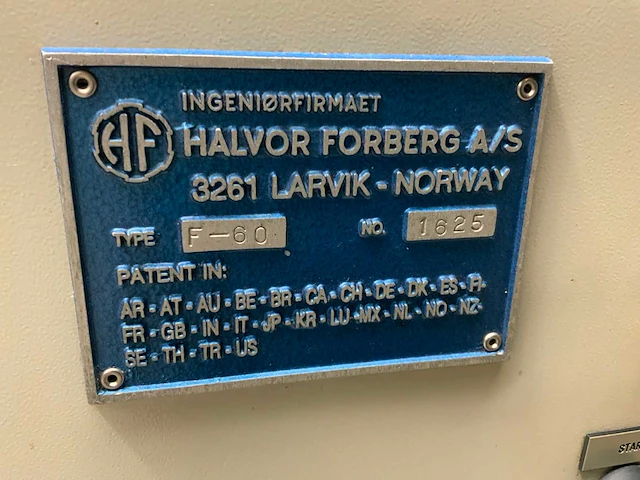 INGENIØRFIRMAET
HF HALVOR FORBERG A/S
3261 LARVIK - NORWAY
TYPE F-60 NO. 1625
PATENT IN:
AR - AT - AU - BE - BR - CA - CH - DE - DK - ES - FI -
FR - GB - IN - IT - JP - KR - LU - MX - NL - NO - NZ -
SE - TH - TR - US